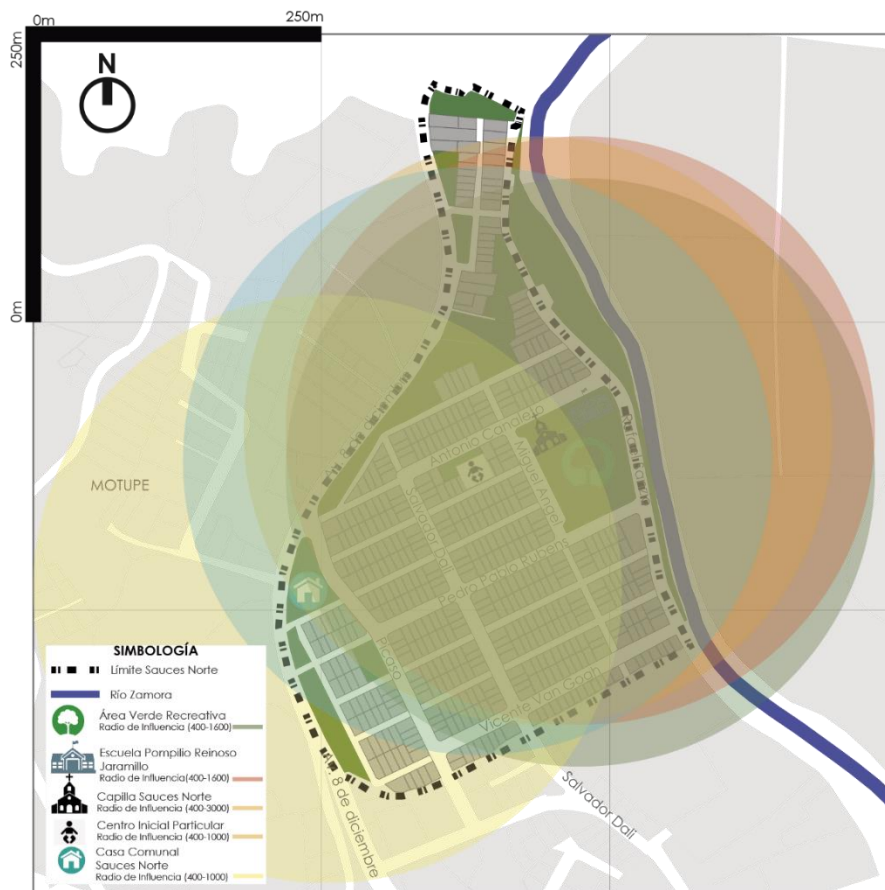 0m
250m
250m
0m
N
MOTUPE
Antonio Canalejo
Miguel Angel
Salvador Dalí
Pedro Pablo Rubens
Picaso
Vicente Van Gogh
Salvador Dalí
8 de diciembre
SIMBOLOGÍA
Límite Sauces Norte
Río Zamora
Área Verde Recreativa
Radio de Influencia (400-1600)
Escuela Pompilio Reinoso
Jaramillo
Radio de Influencia(400-1600)
Capilla Sauces Norte
Radio de Influencia (400-3000)
Centro Inicial Particular
Radio de Influencia (400-1000)
Casa Comunal
Sauces Norte
Radio de Influencia (400-1000)